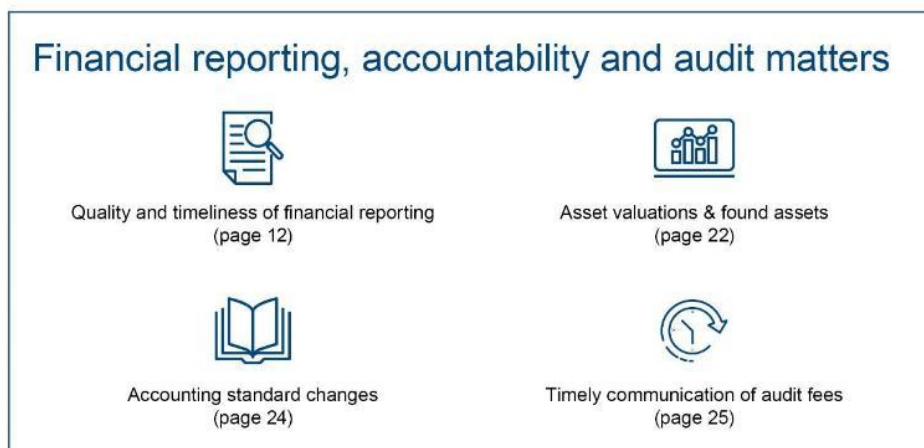 Financial reporting, accountability and audit matters
Quality and timeliness of financial reporting
(page 12)
Asset valuations & found assets
(page 22)
Accounting standard changes
(page 24)
Timely communication of audit fees
(page 25)